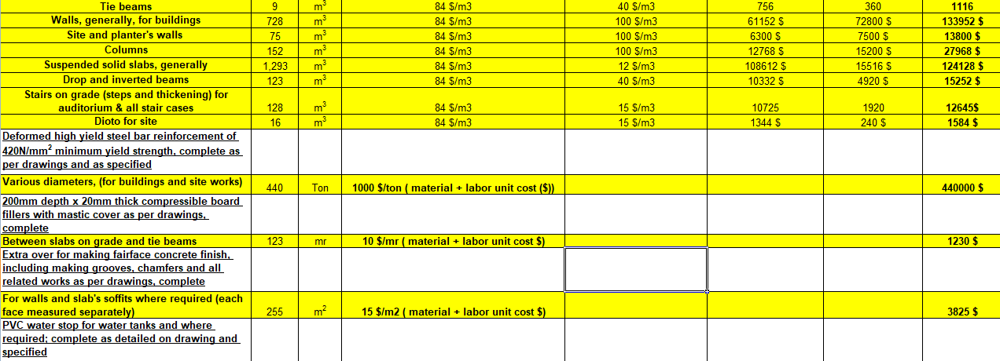 Tie beams 9 m³ 84 $/m3 40 $/m3 756 360 1116
Walls, generally, for buildings 728 m³ 84 $/m3 100 $/m3 61152 $ 72800 $ 133952 $
Site and planter's walls 75 m³ 84 $/m3 100 $/m3 6300 $ 7500 $ 13800 $
Columns 152 m³ 84 $/m3 100 $/m3 12768 $ 15200 $ 27968 $
Suspended solid slabs, generally 1,293 m³ 84 $/m3 12 $/m3 108612 $ 15516 $ 124128 $
Drop and inverted beams 123 m³ 84 $/m3 40 $/m3 10332 $ 4920 $ 15252 $
Stairs on grade (steps and thickening) for
auditorium & all stair cases 128 m³ 84 $/m3 15 $/m3 10725 1920 12645$
Dioto for site 16 m³ 84 $/m3 15 $/m3 1344 $ 240 $ 1584 $
Deformed high yield steel bar reinforcement of
420N/mm² minimum yield strength, complete as
per drawings and as specified
Various diameters, (for buildings and site works)
440 Ton 1000 $/ton ( material + labor unit cost ($)) 440000 $
200mm depth x 20mm thick compressible board
fillers with mastic cover as per drawings,
complete
Between slabs on grade and tie beams 123 mr 10 $/mr ( material + labor unit cost $) 1230 $
Extra over for making fairface concrete finish,
including making grooves, chamfers and all
related works as per drawings, complete
For walls and slab's soffits where required (each
face measured separately) 255 m² 15 $/m2 ( material + labor unit cost $) 3825 $
PVC water stop for water tanks and where
required; complete as detailed on drawing and
specified